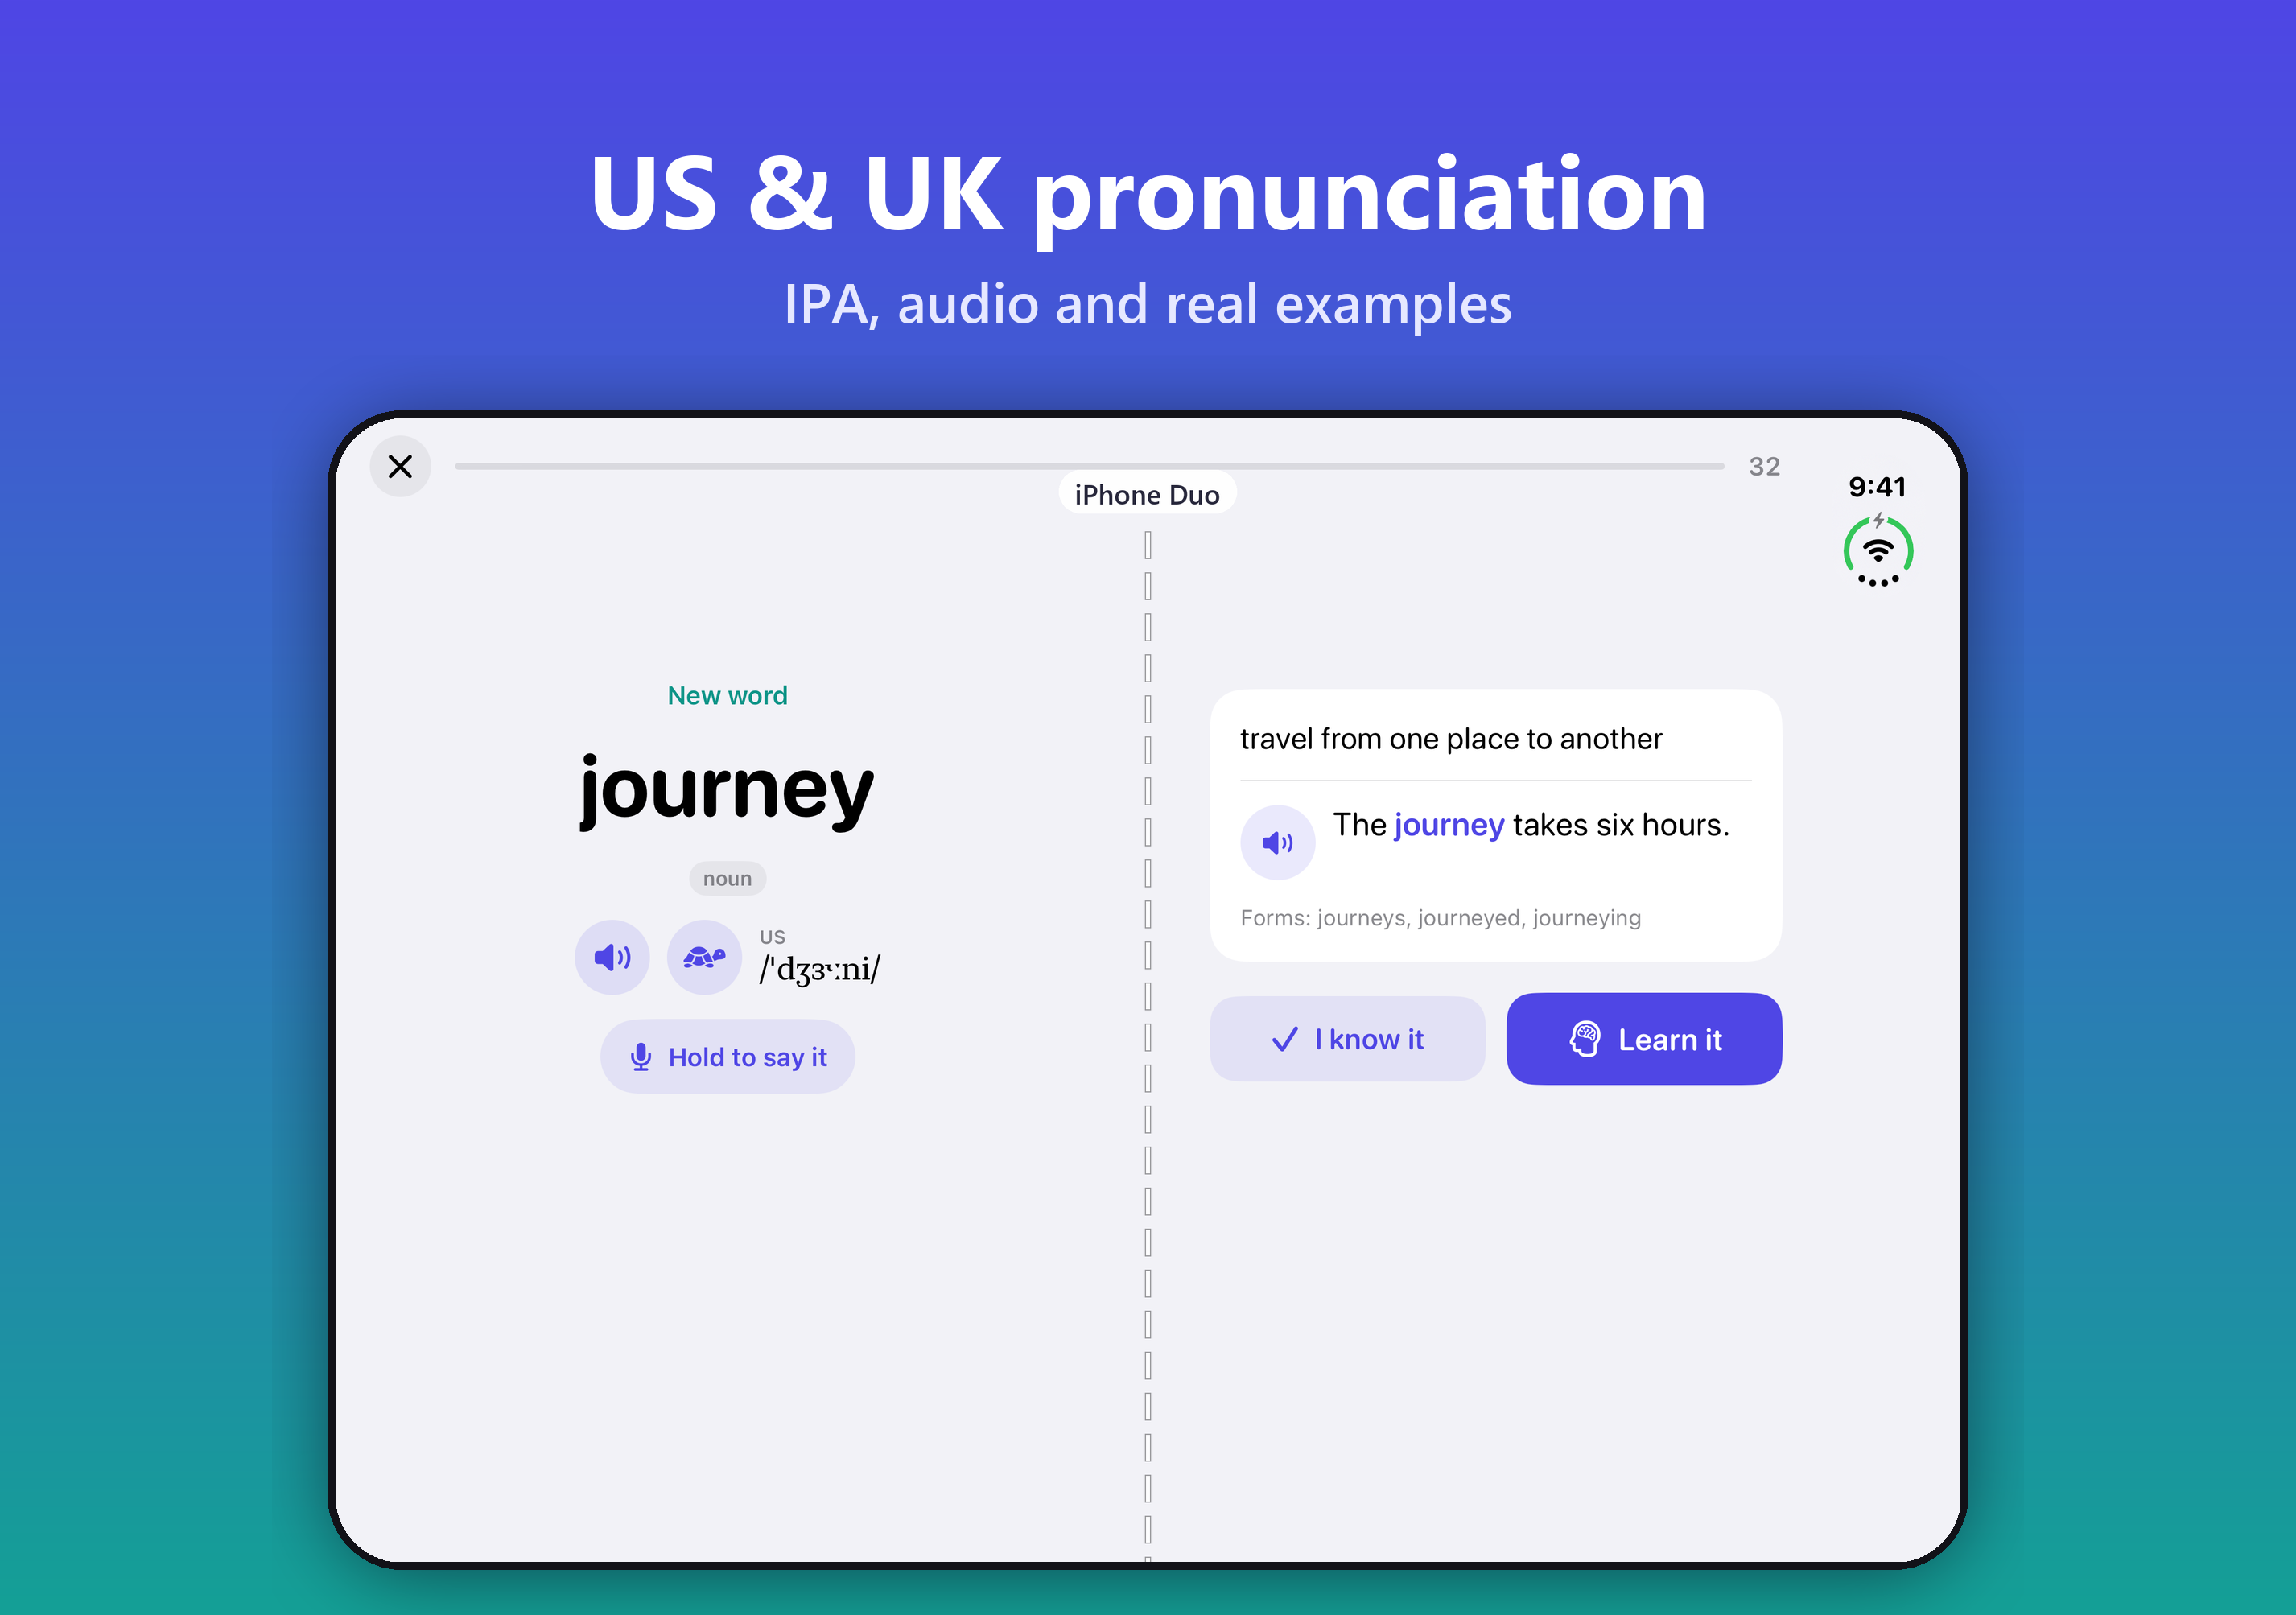 US & UK pronunciation
IPA, audio and real examples
32
iPhone Duo
9:41
New word
journey
noun
US
/ˈdʒɝːni/
Hold to say it
travel from one place to another
The journey takes six hours.
Forms: journeys, journeyed, journeying
I know it
Learn it